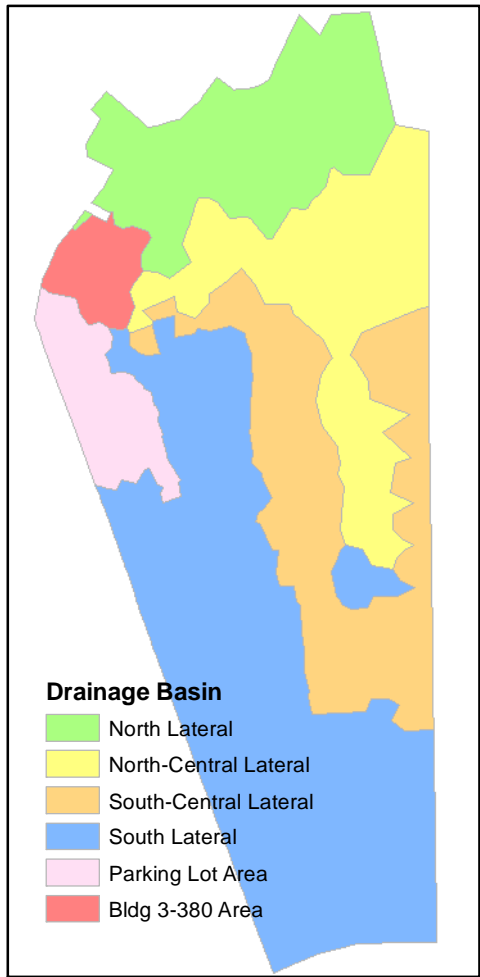 Drainage Basin
North Lateral
North-Central Lateral
South-Central Lateral
South Lateral
Parking Lot Area
Bldg 3-380 Area